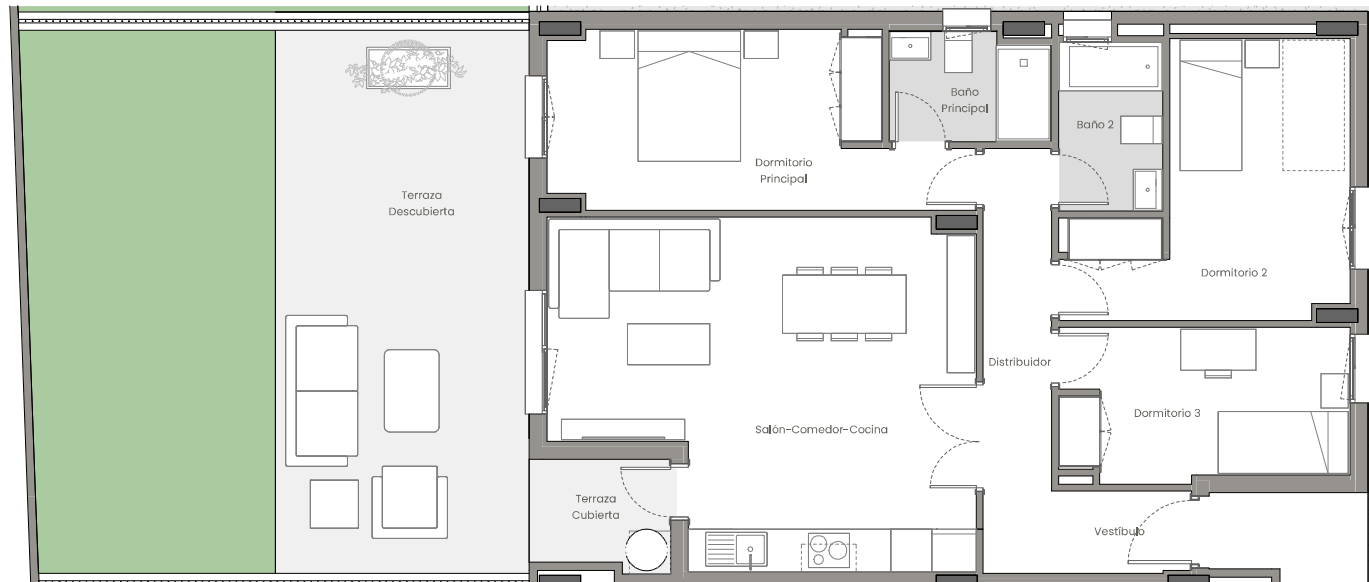 Baño
Principal
Baño 2
Dormitorio
Principal
Terraza
Descubierta
Dormitorio 2
Distribuidor
Dormitorio 3
Salón-Comedor-Cocina
Terraza
Cubierta
Vestíbulo